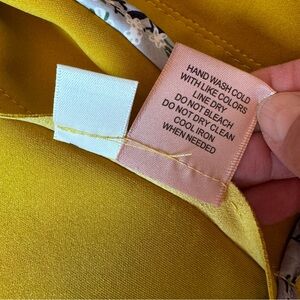 HAND WASH COLD
WITH LIKE COLORS
LINE DRY
DO NOT BLEACH
DO NOT DRY CLEAN
COOL IRON
WHEN NEEDED